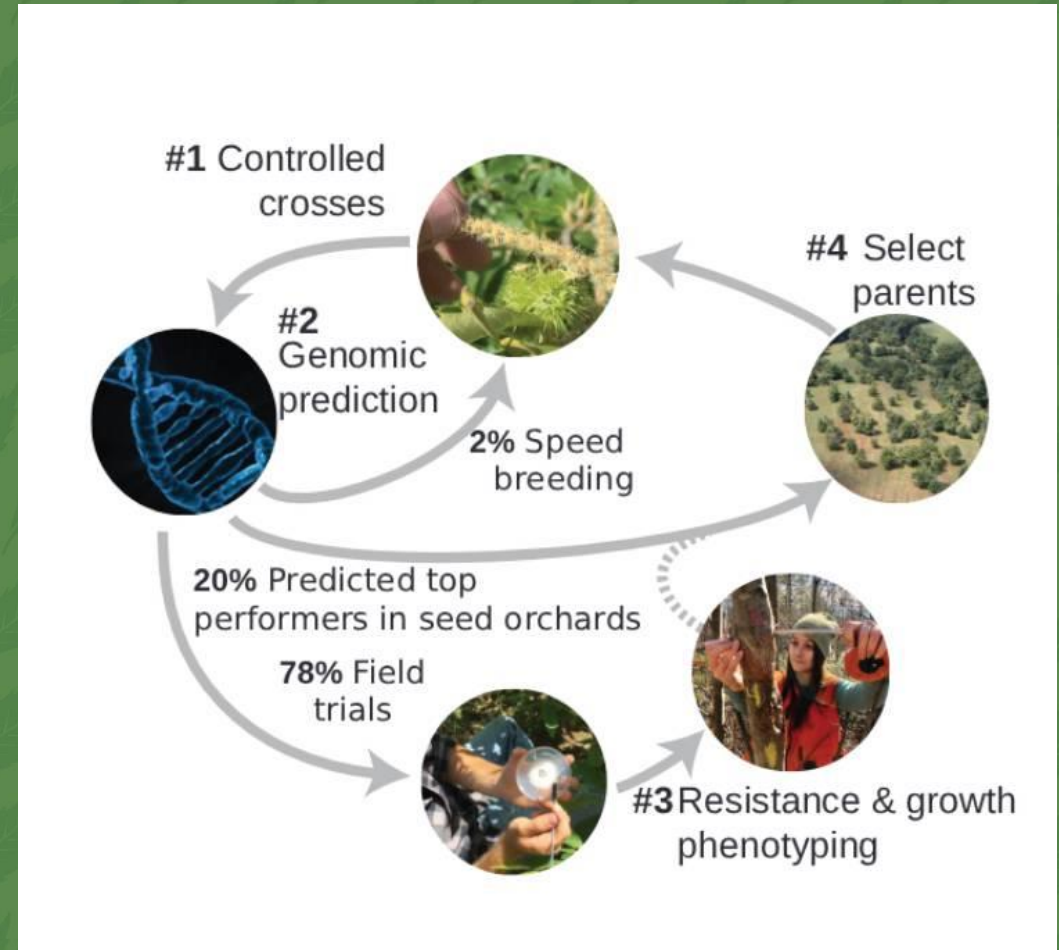 #1 Controlled
crosses
#4 Select
parents
#2
Genomic
prediction
2% Speed
breeding
20% Predicted top
performers in seed orchards
78% Field
trials
#3 Resistance & growth
phenotyping